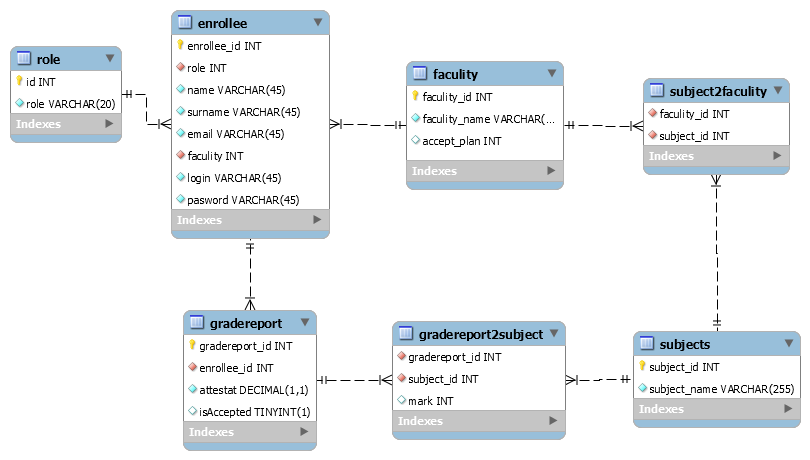 role
id INT
role VARCHAR(20)
Indexes
enrollee
enrollee_id INT
role INT
name VARCHAR(45)
surname VARCHAR(45)
email VARCHAR(45)
faculity INT
login VARCHAR(45)
pasword VARCHAR(45)
Indexes
faculity
faculity_id INT
faculity_name VARCHAR(...
accept_plan INT
Indexes
subject2faculity
faculity_id INT
subject_id INT
Indexes
gradereport
gradereport_id INT
enrollee_id INT
attestat DECIMAL(1,1)
isAccepted TINYINT(1)
Indexes
gradereport2subject
gradereport_id INT
subject_id INT
mark INT
Indexes
subjects
subject_id INT
subject_name VARCHAR(255)
Indexes